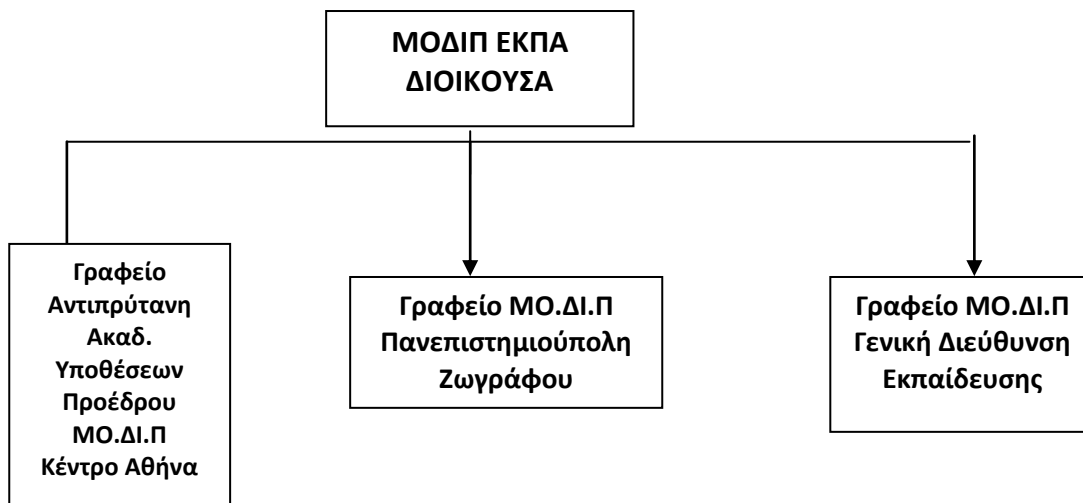 ΜΟΔΙΠ ΕΚΠΑ
ΔΙΟΙΚΟΥΣΑ
Γραφείο
Αντιπρύτανη
Ακαδ.
Υποθέσεων
Προέδρου
ΜΟ.ΔΙ.Π
Κέντρο Αθήνα
Γραφείο ΜΟ.ΔΙ.Π
Πανεπιστημιούπολη
Ζωγράφου
Γραφείο ΜΟ.ΔΙ.Π
Γενική Διεύθυνση
Εκπαίδευσης